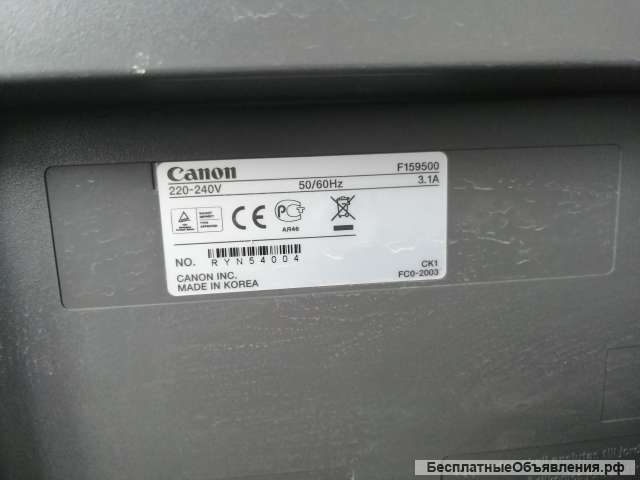 Canon F159500
220-240V 50/60Hz 3.1A
AR46
NO. RYN54004
CANON INC. CK1
MADE IN KOREA FC0-2003
БесплатныеОбъявления.рф